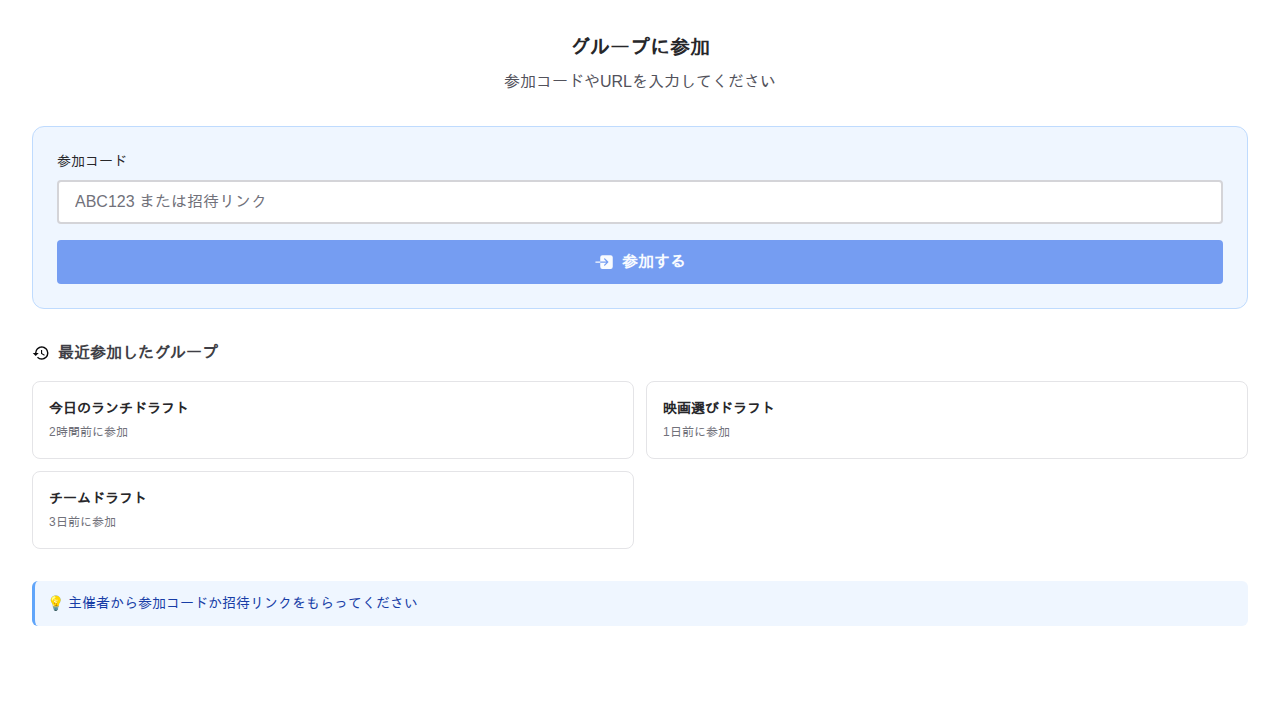 グループに参加
参加コードやURLを入力してください
参加コード
ABC123 または招待リンク
参加する
最近参加したグループ
今日のランチドラフト
2時間前に参加
映画選びドラフト
1日前に参加
チームドラフト
3日前に参加
💡 主催者から参加コードか招待リンクをもらってください